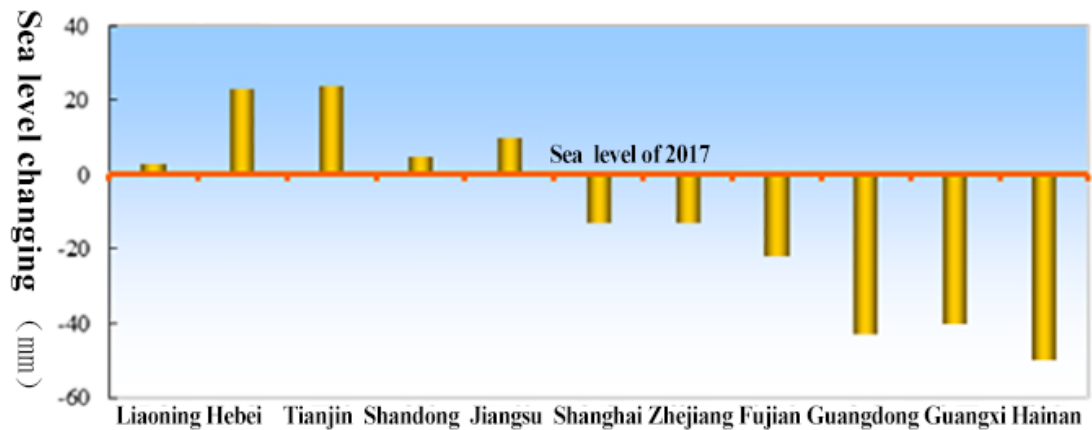 Sea level changing （mm）
40
20
0
-20
-40
-60
Sea level of 2017
Liaoning Hebei Tianjin Shandong Jiangsu Shanghai Zhejiang Fujian Guangdong Guangxi Hainan